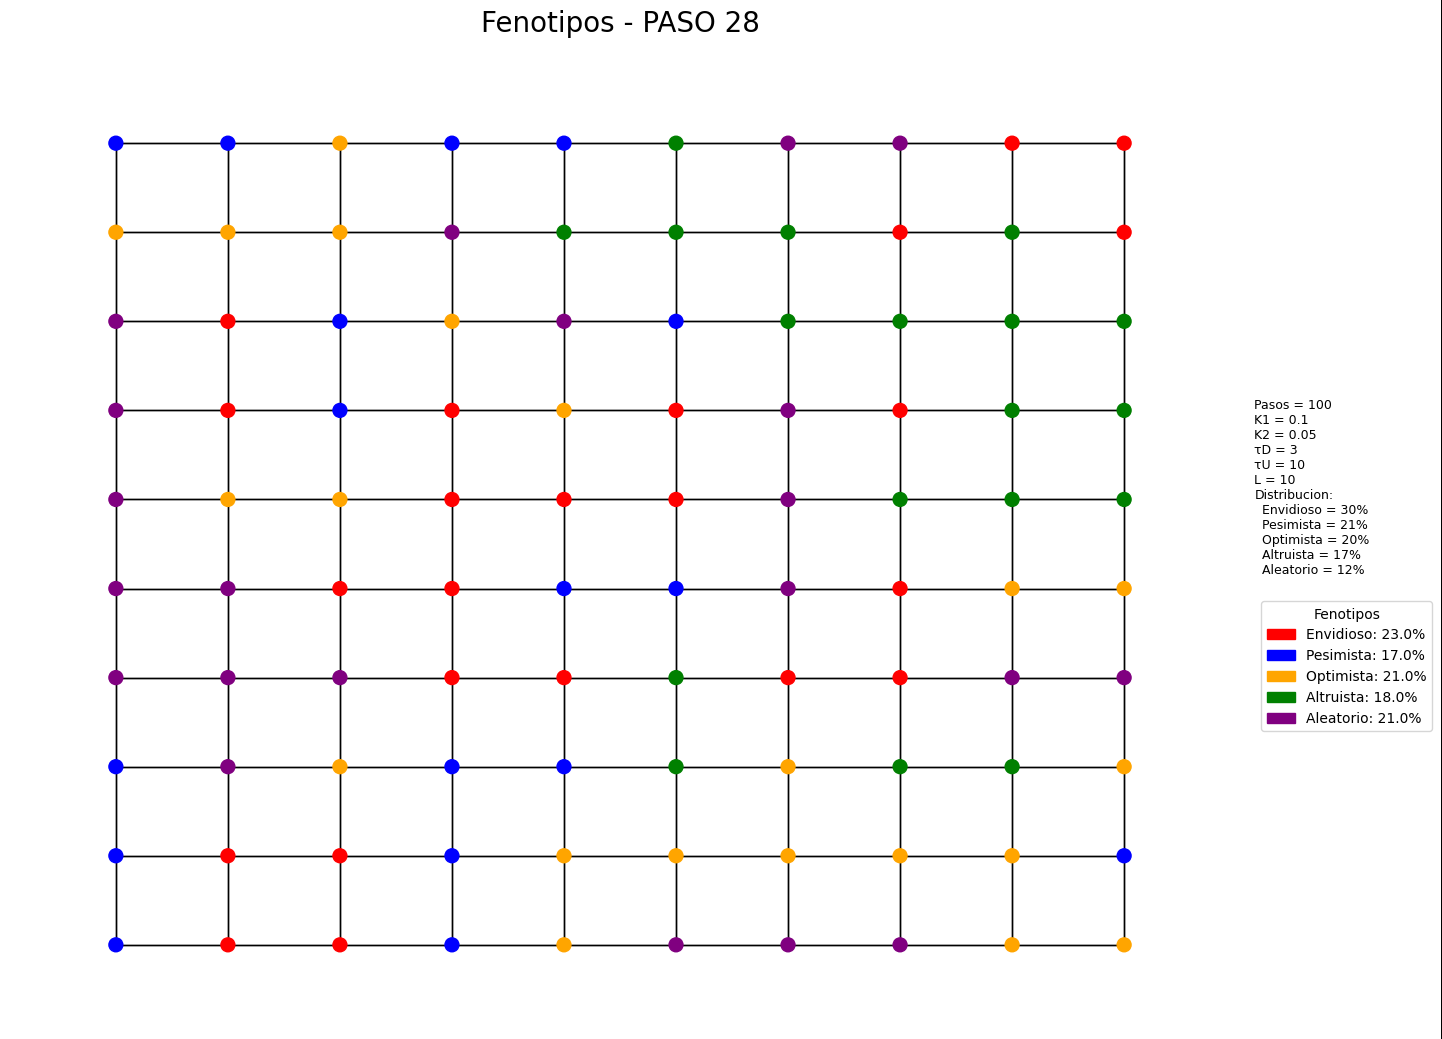 Fenotipos - PASO 28
Pasos = 100
K1 = 0.1
K2 = 0.05
τD = 3
τU = 10
L = 10
Distribucion:
Envidioso = 30%
Pesimista = 21%
Optimista = 20%
Altruista = 17%
Aleatorio = 12%
Fenotipos
Envidioso: 23.0%
Pesimista: 17.0%
Optimista: 21.0%
Altruista: 18.0%
Aleatorio: 21.0%